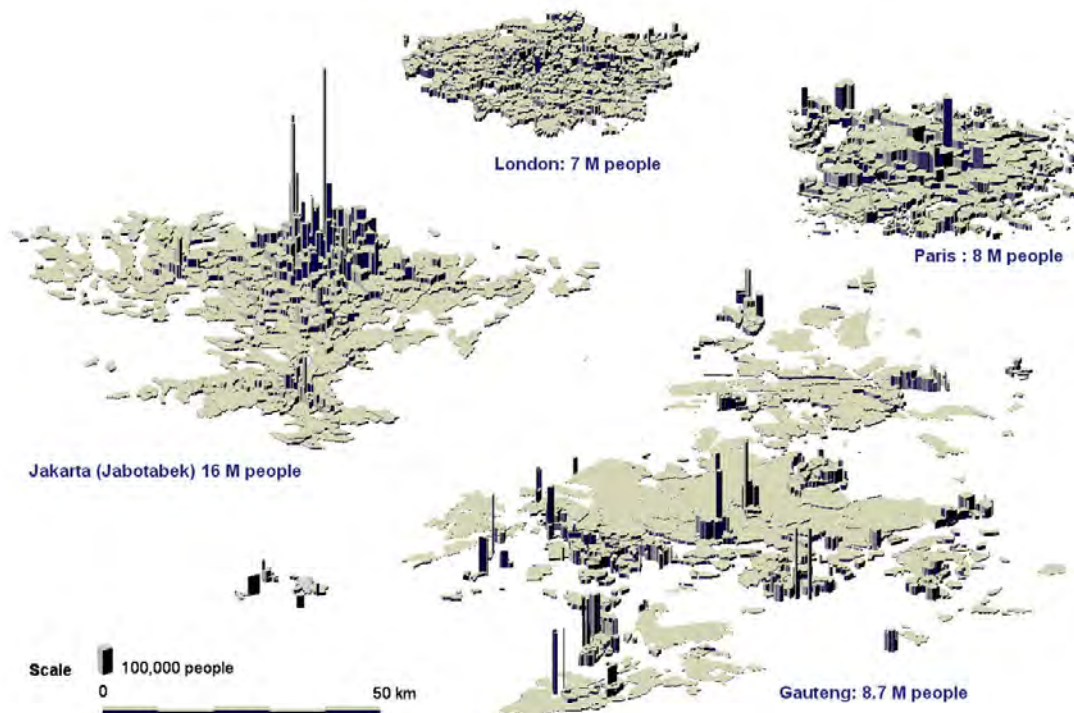 London: 7 M people
Paris : 8 M people
Jakarta (Jabotabek) 16 M people
Scale
100,000 people
0
50 km
Gauteng: 8.7 M people